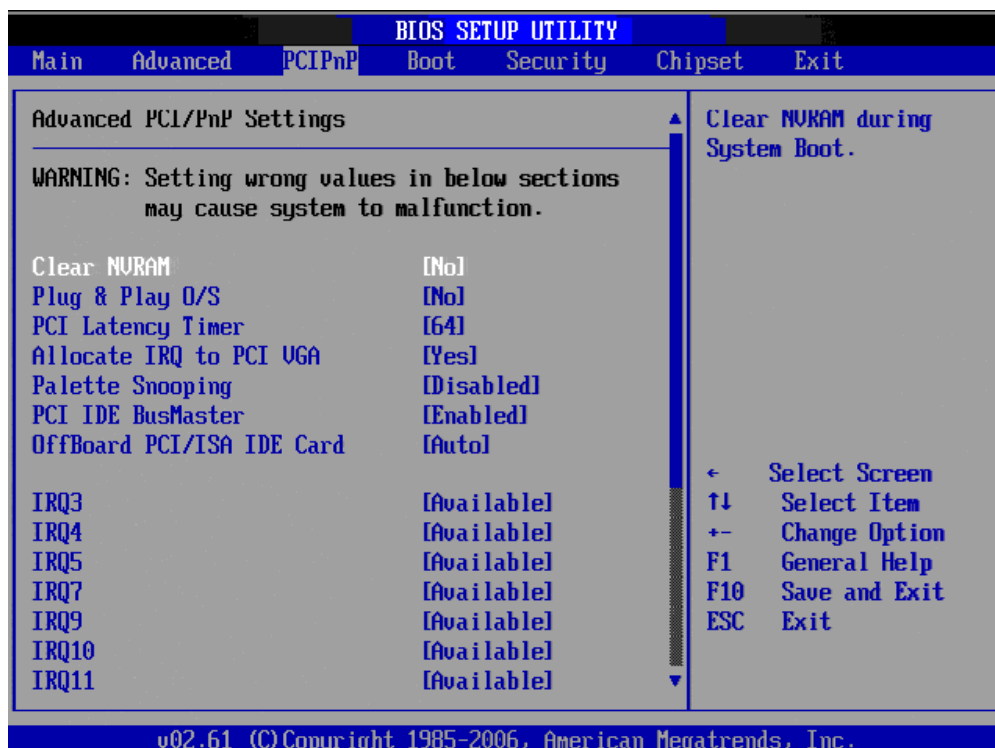 BIOS SETUP UTILITY
Main Advanced PCIPnP Boot Security Chipset Exit
Advanced PCI/PnP Settings
WARNING: Setting wrong values in below sections
may cause system to malfunction.
Clear NVRAM [No]
Plug & Play O/S [No]
PCI Latency Timer [64]
Allocate IRQ to PCI VGA [Yes]
Palette Snooping [Disabled]
PCI IDE BusMaster [Enabled]
OffBoard PCI/ISA IDE Card [Auto]
IRQ3 [Available]
IRQ4 [Available]
IRQ5 [Available]
IRQ7 [Available]
IRQ9 [Available]
IRQ10 [Available]
IRQ11 [Available]
Clear NVRAM during
System Boot.
← Select Screen
↑↓ Select Item
+- Change Option
F1 General Help
F10 Save and Exit
ESC Exit
v02.61 (C)Copyright 1985-2006, American Megatrends, Inc.